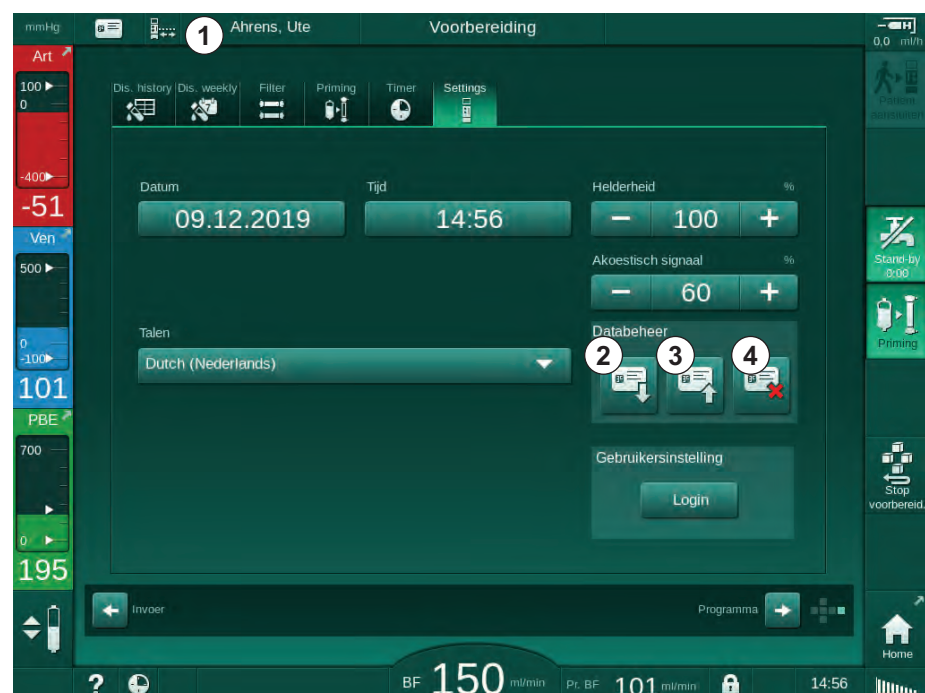 mmHg
1
Ahrens, Ute
Voorbereiding
0,0 ml/h
Art
100
0
-400
-51
Ven
500
0
-100
101
PBE
700
0
195
Dis. history
Dis. weekly
Filter
Priming
Timer
Settings
Datum
Tijd
Helderheid %
09.12.2019
14:56
− 100 +
Akoestisch signaal %
− 60 +
Talen
Dutch (Nederlands)
Databeheer
2 3 4
Gebruikersinstelling
Login
Invoer
Programma
Patient
aansluiten
Stand-by
0:00
Priming
Stop
voorbereid.
Home
? BF 150 ml/min Pr. BF 101 ml/min 14:56